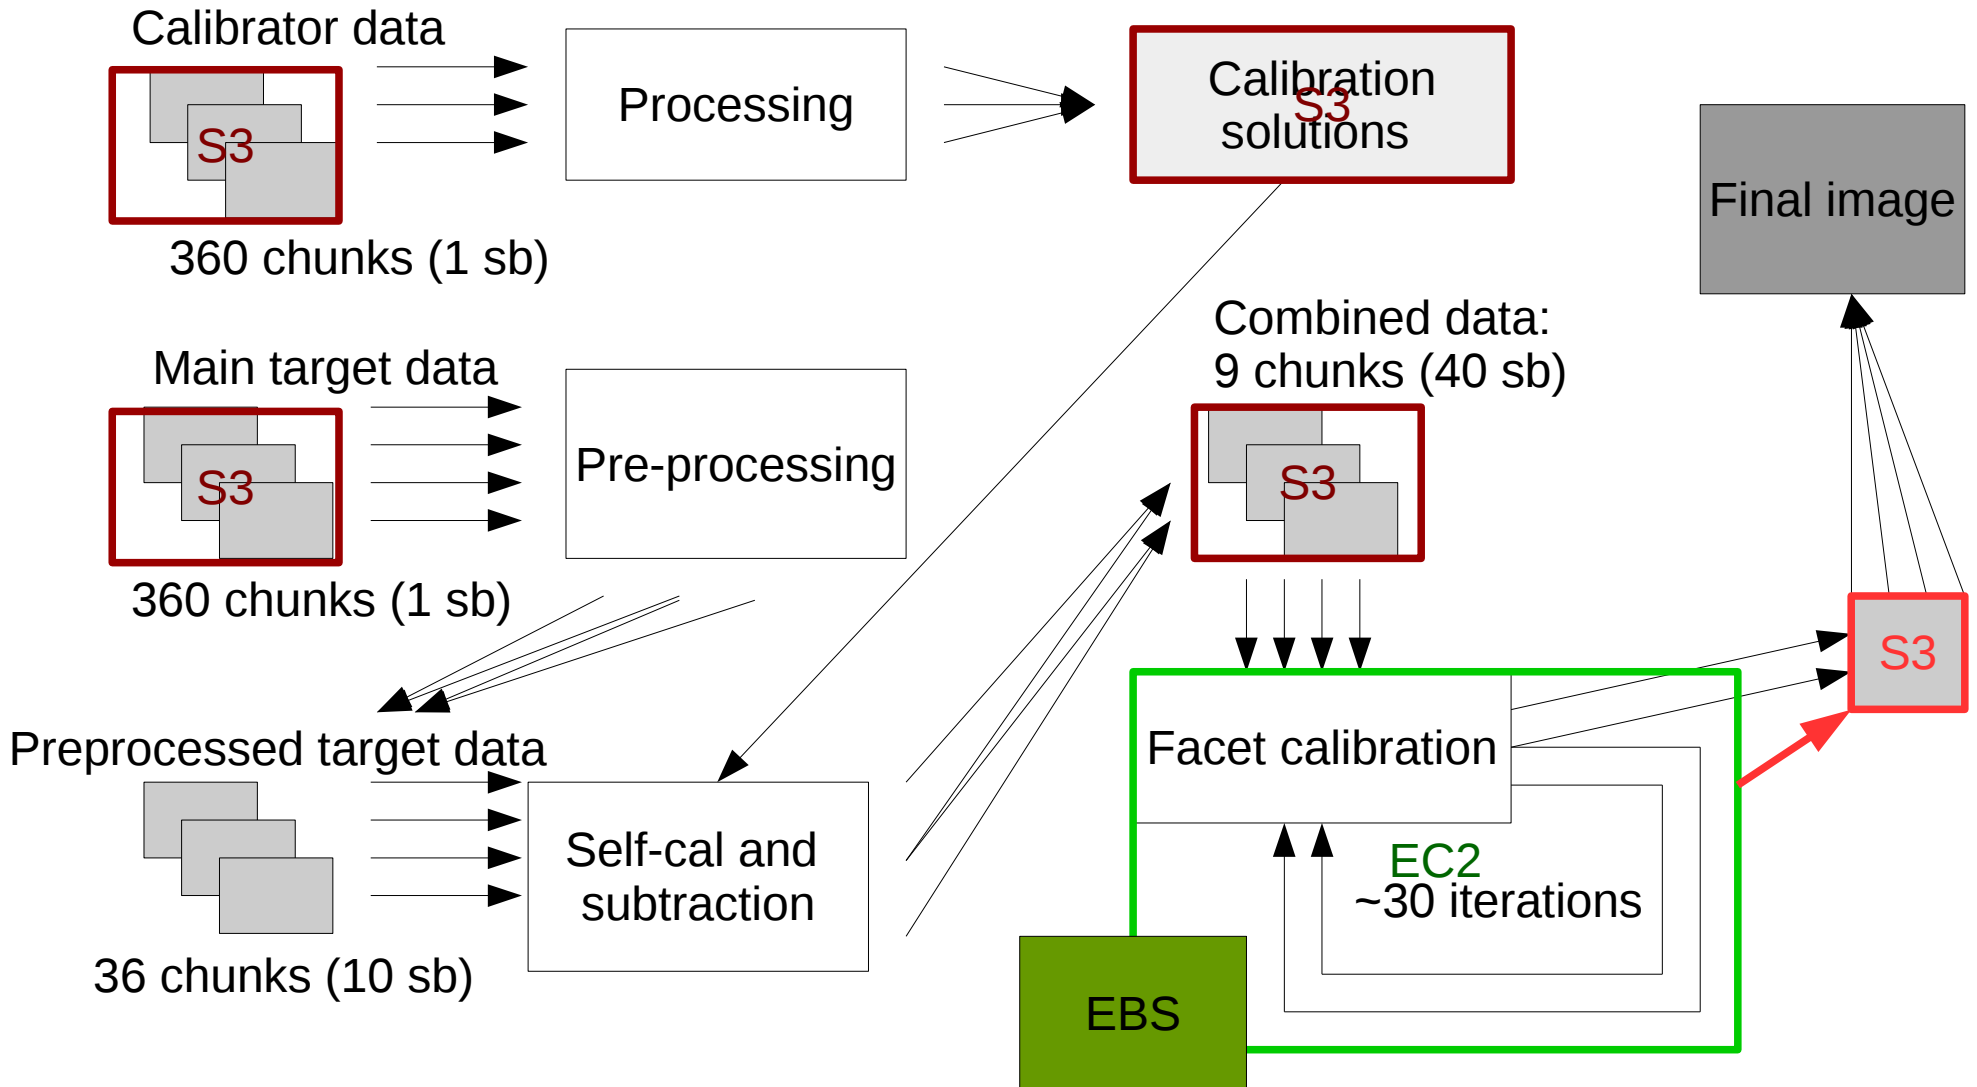 Calibrator data
S3
360 chunks (1 sb)
Processing
Calibration
S3
solutions
Final image
Main target data
S3
360 chunks (1 sb)
Pre-processing
Combined data:
9 chunks (40 sb)
S3
S3
Preprocessed target data
36 chunks (10 sb)
Self-cal and
subtraction
Facet calibration
EC2
~30 iterations
EBS